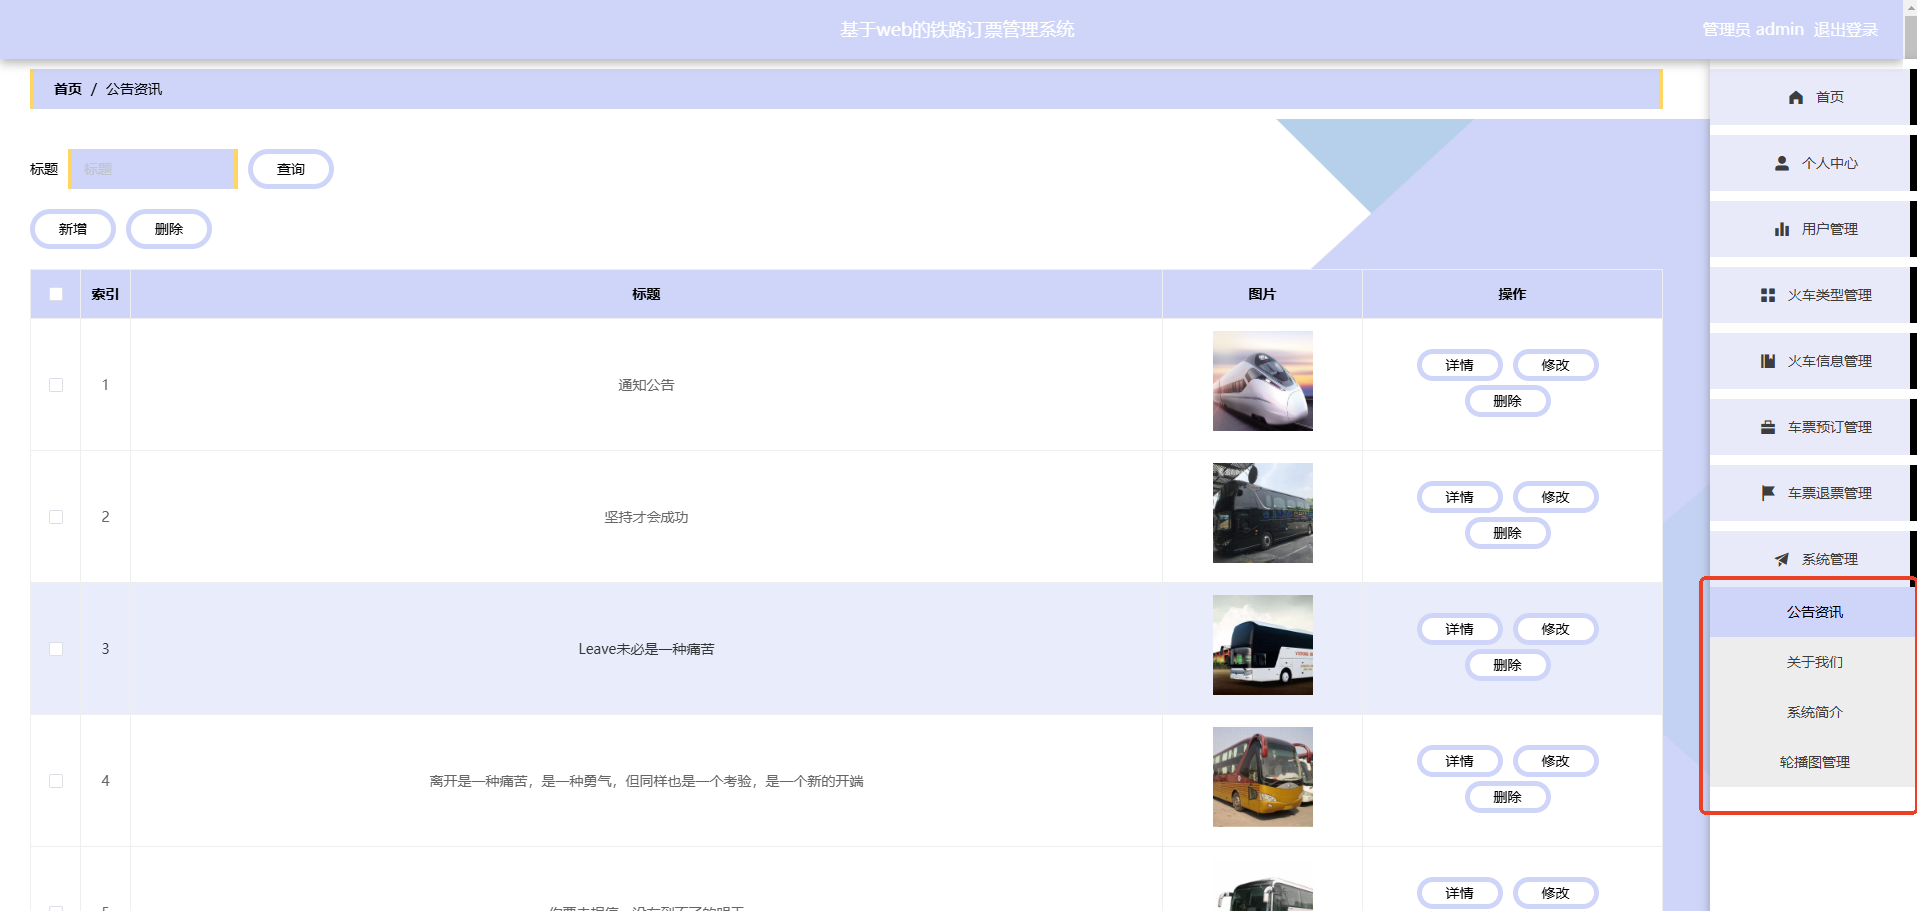 基于web的铁路订票管理系统
管理员 admin 退出登录
首页 / 公告资讯
标题 标题 查询
新增 删除
索引 标题 图片 操作
1 通知公告 详情 修改
删除
2 坚持才会成功 详情 修改
删除
3 Leave未必是一种痛苦 详情 修改
删除
4 离开是一种痛苦，是一种勇气，但同样也是一个考验，是一个新的开端 详情 修改
删除
详情 修改
首页
个人中心
用户管理
火车类型管理
火车信息管理
车票预订管理
车票退票管理
系统管理
公告资讯
关于我们
系统简介
轮播图管理